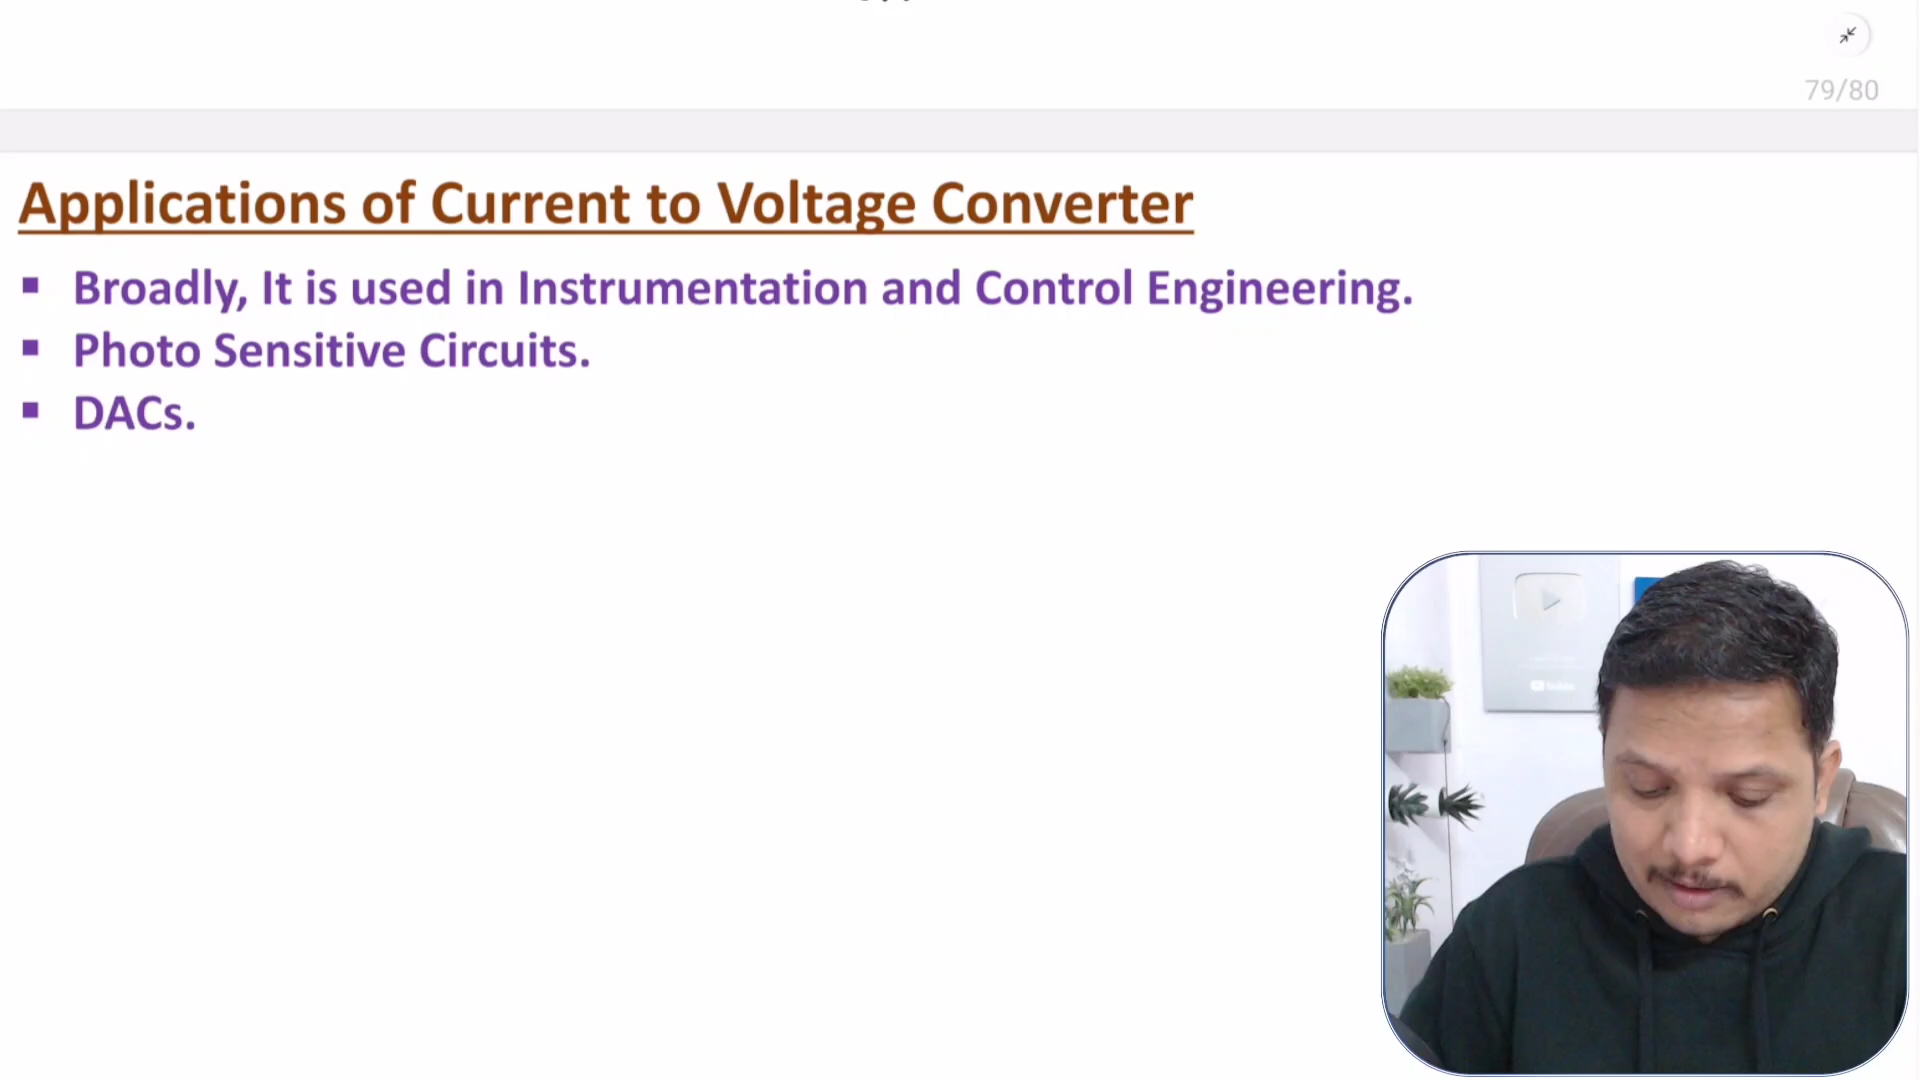 79/80
Applications of Current to Voltage Converter
▪ Broadly, It is used in Instrumentation and Control Engineering.
▪ Photo Sensitive Circuits.
▪ DACs.